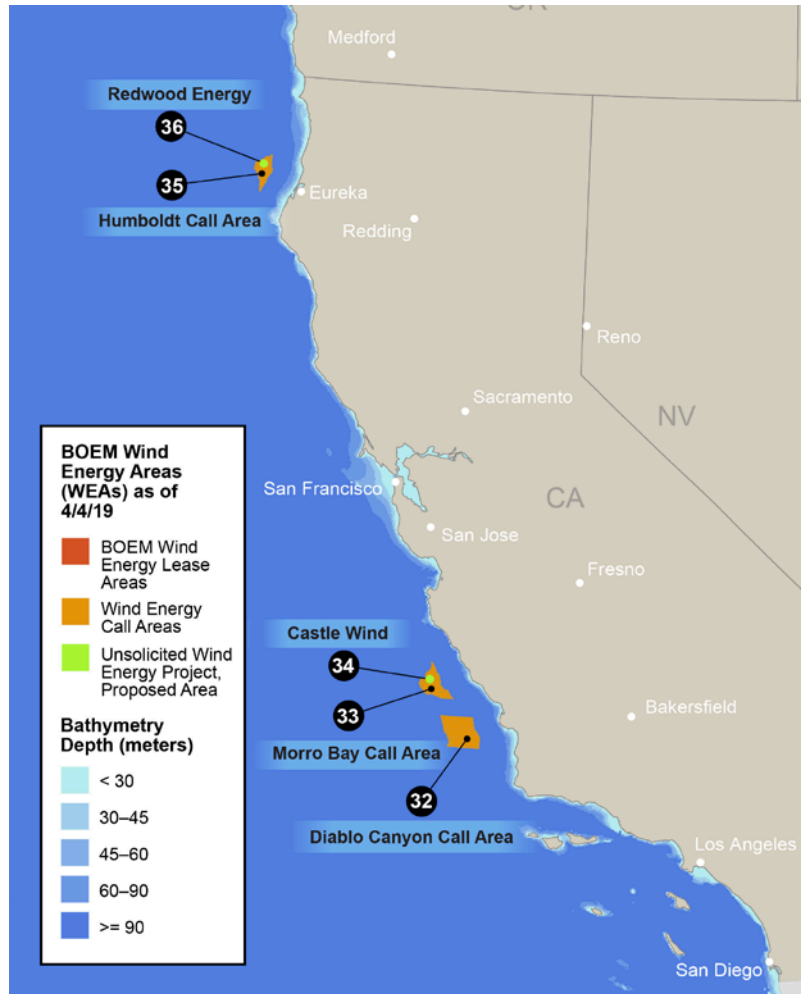 OR
Medford
Redwood Energy
36
35
Eureka
Humboldt Call Area
Redding
Reno
Sacramento
NV
BOEM Wind
Energy Areas
(WEAs) as of
4/4/19
BOEM Wind
Energy Lease
Areas
Wind Energy
Call Areas
Unsolicited Wind
Energy Project,
Proposed Area
Bathymetry
Depth (meters)
< 30
30–45
45–60
60–90
>= 90
San Francisco
CA
San Jose
Fresno
Castle Wind
34
33
Bakersfield
Morro Bay Call Area
32
Diablo Canyon Call Area
Los Angeles
San Diego